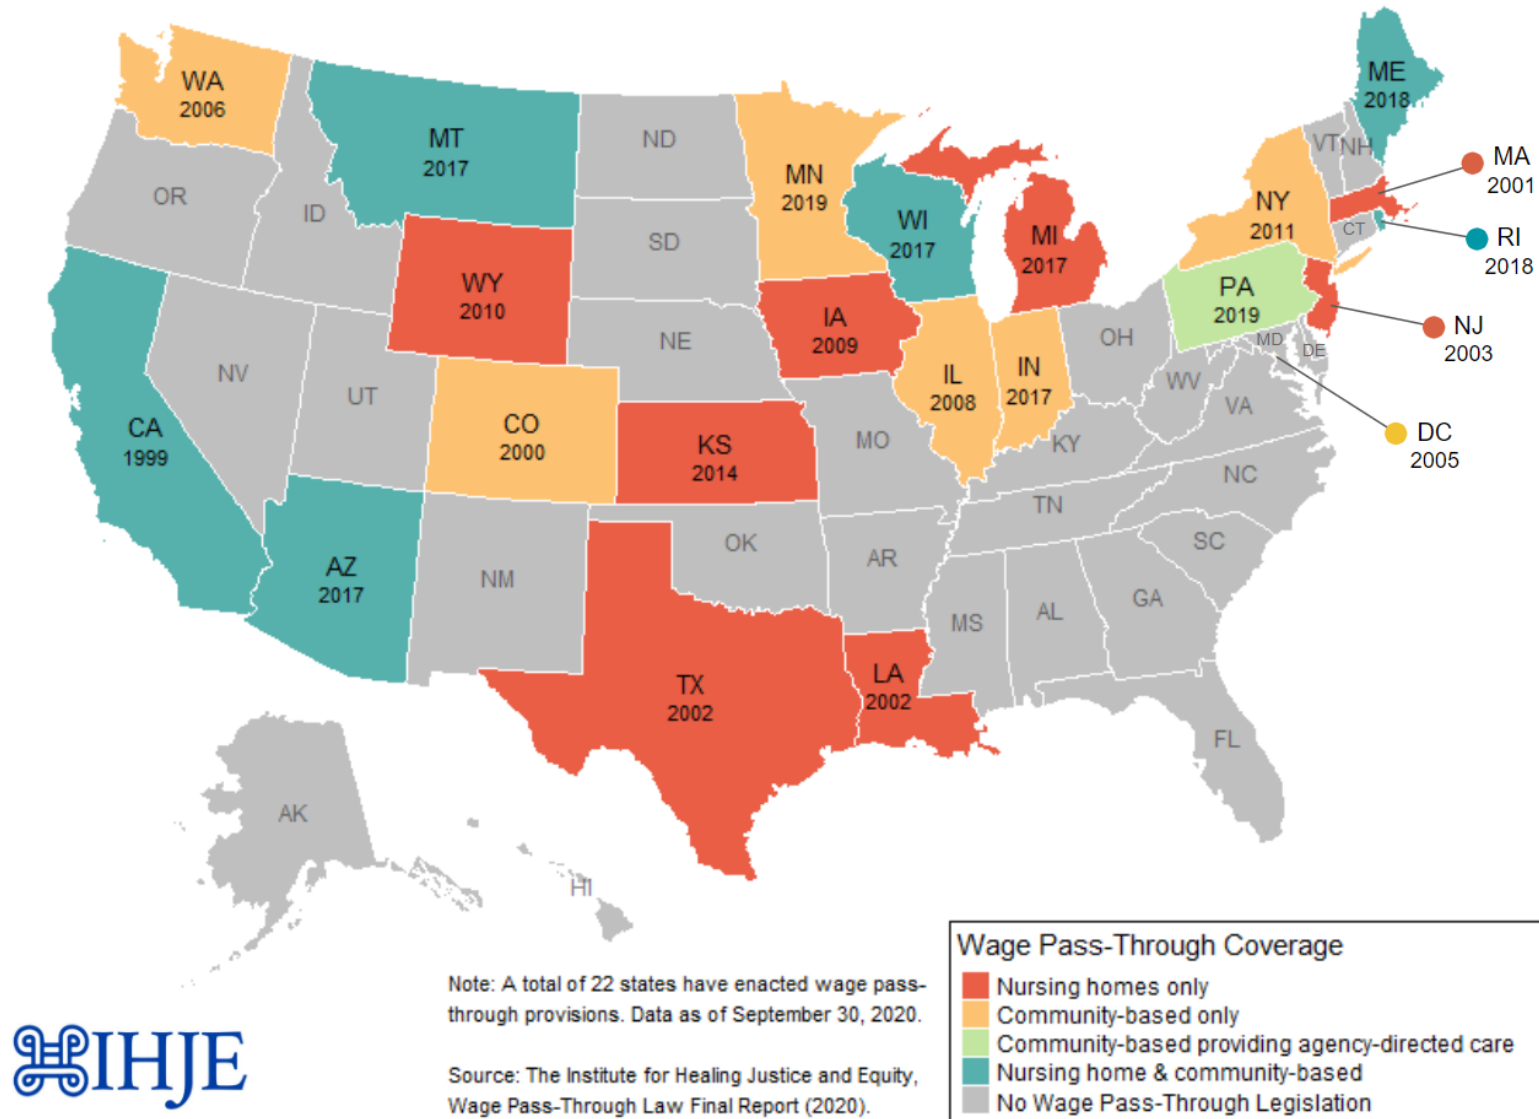 WA
2006
MT
2017
ND
ME
2018
VT
NH
MA
2001
OR
ID
MN
2019
WI
2017
MI
2017
NY
2011
CT
RI
2018
SD
WY
2010
IA
2009
PA
2019
NJ
2003
NE
OH
MD
DE
NV
UT
CO
2000
IL
2008
IN
2017
WV
VA
DC
2005
CA
1999
KS
2014
MO
KY
NC
TN
AZ
2017
NM
OK
AR
SC
MS
AL
GA
TX
2002
LA
2002
FL
AK
HI
Note: A total of 22 states have enacted wage pass-
through provisions. Data as of September 30, 2020.
Source: The Institute for Healing Justice and Equity,
Wage Pass-Through Law Final Report (2020).
IHJE
Wage Pass-Through Coverage
Nursing homes only
Community-based only
Community-based providing agency-directed care
Nursing home & community-based
No Wage Pass-Through Legislation